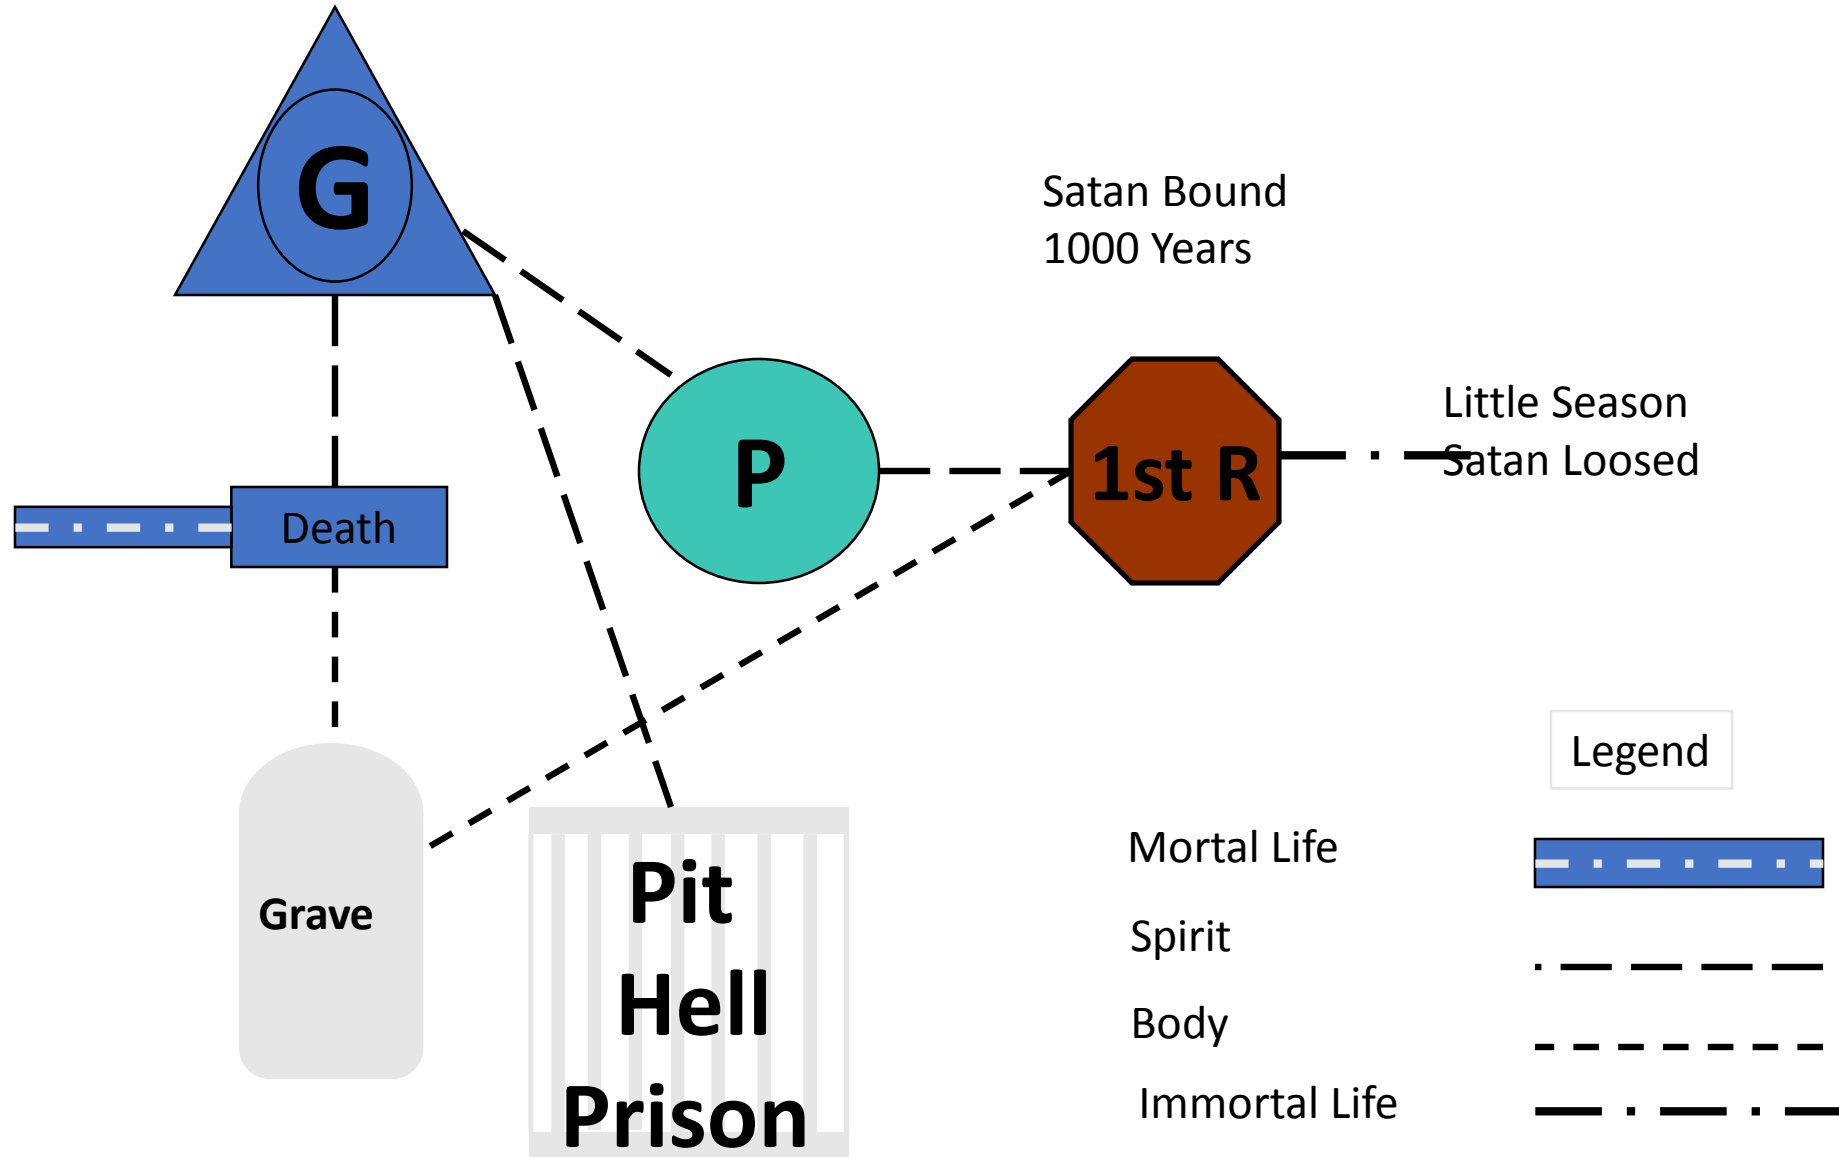 G
Satan Bound
1000 Years
P
1st R
Little Season
Satan Loosed
Death
Grave
Pit
Hell
Prison
Legend
Mortal Life
Spirit
Body
Immortal Life